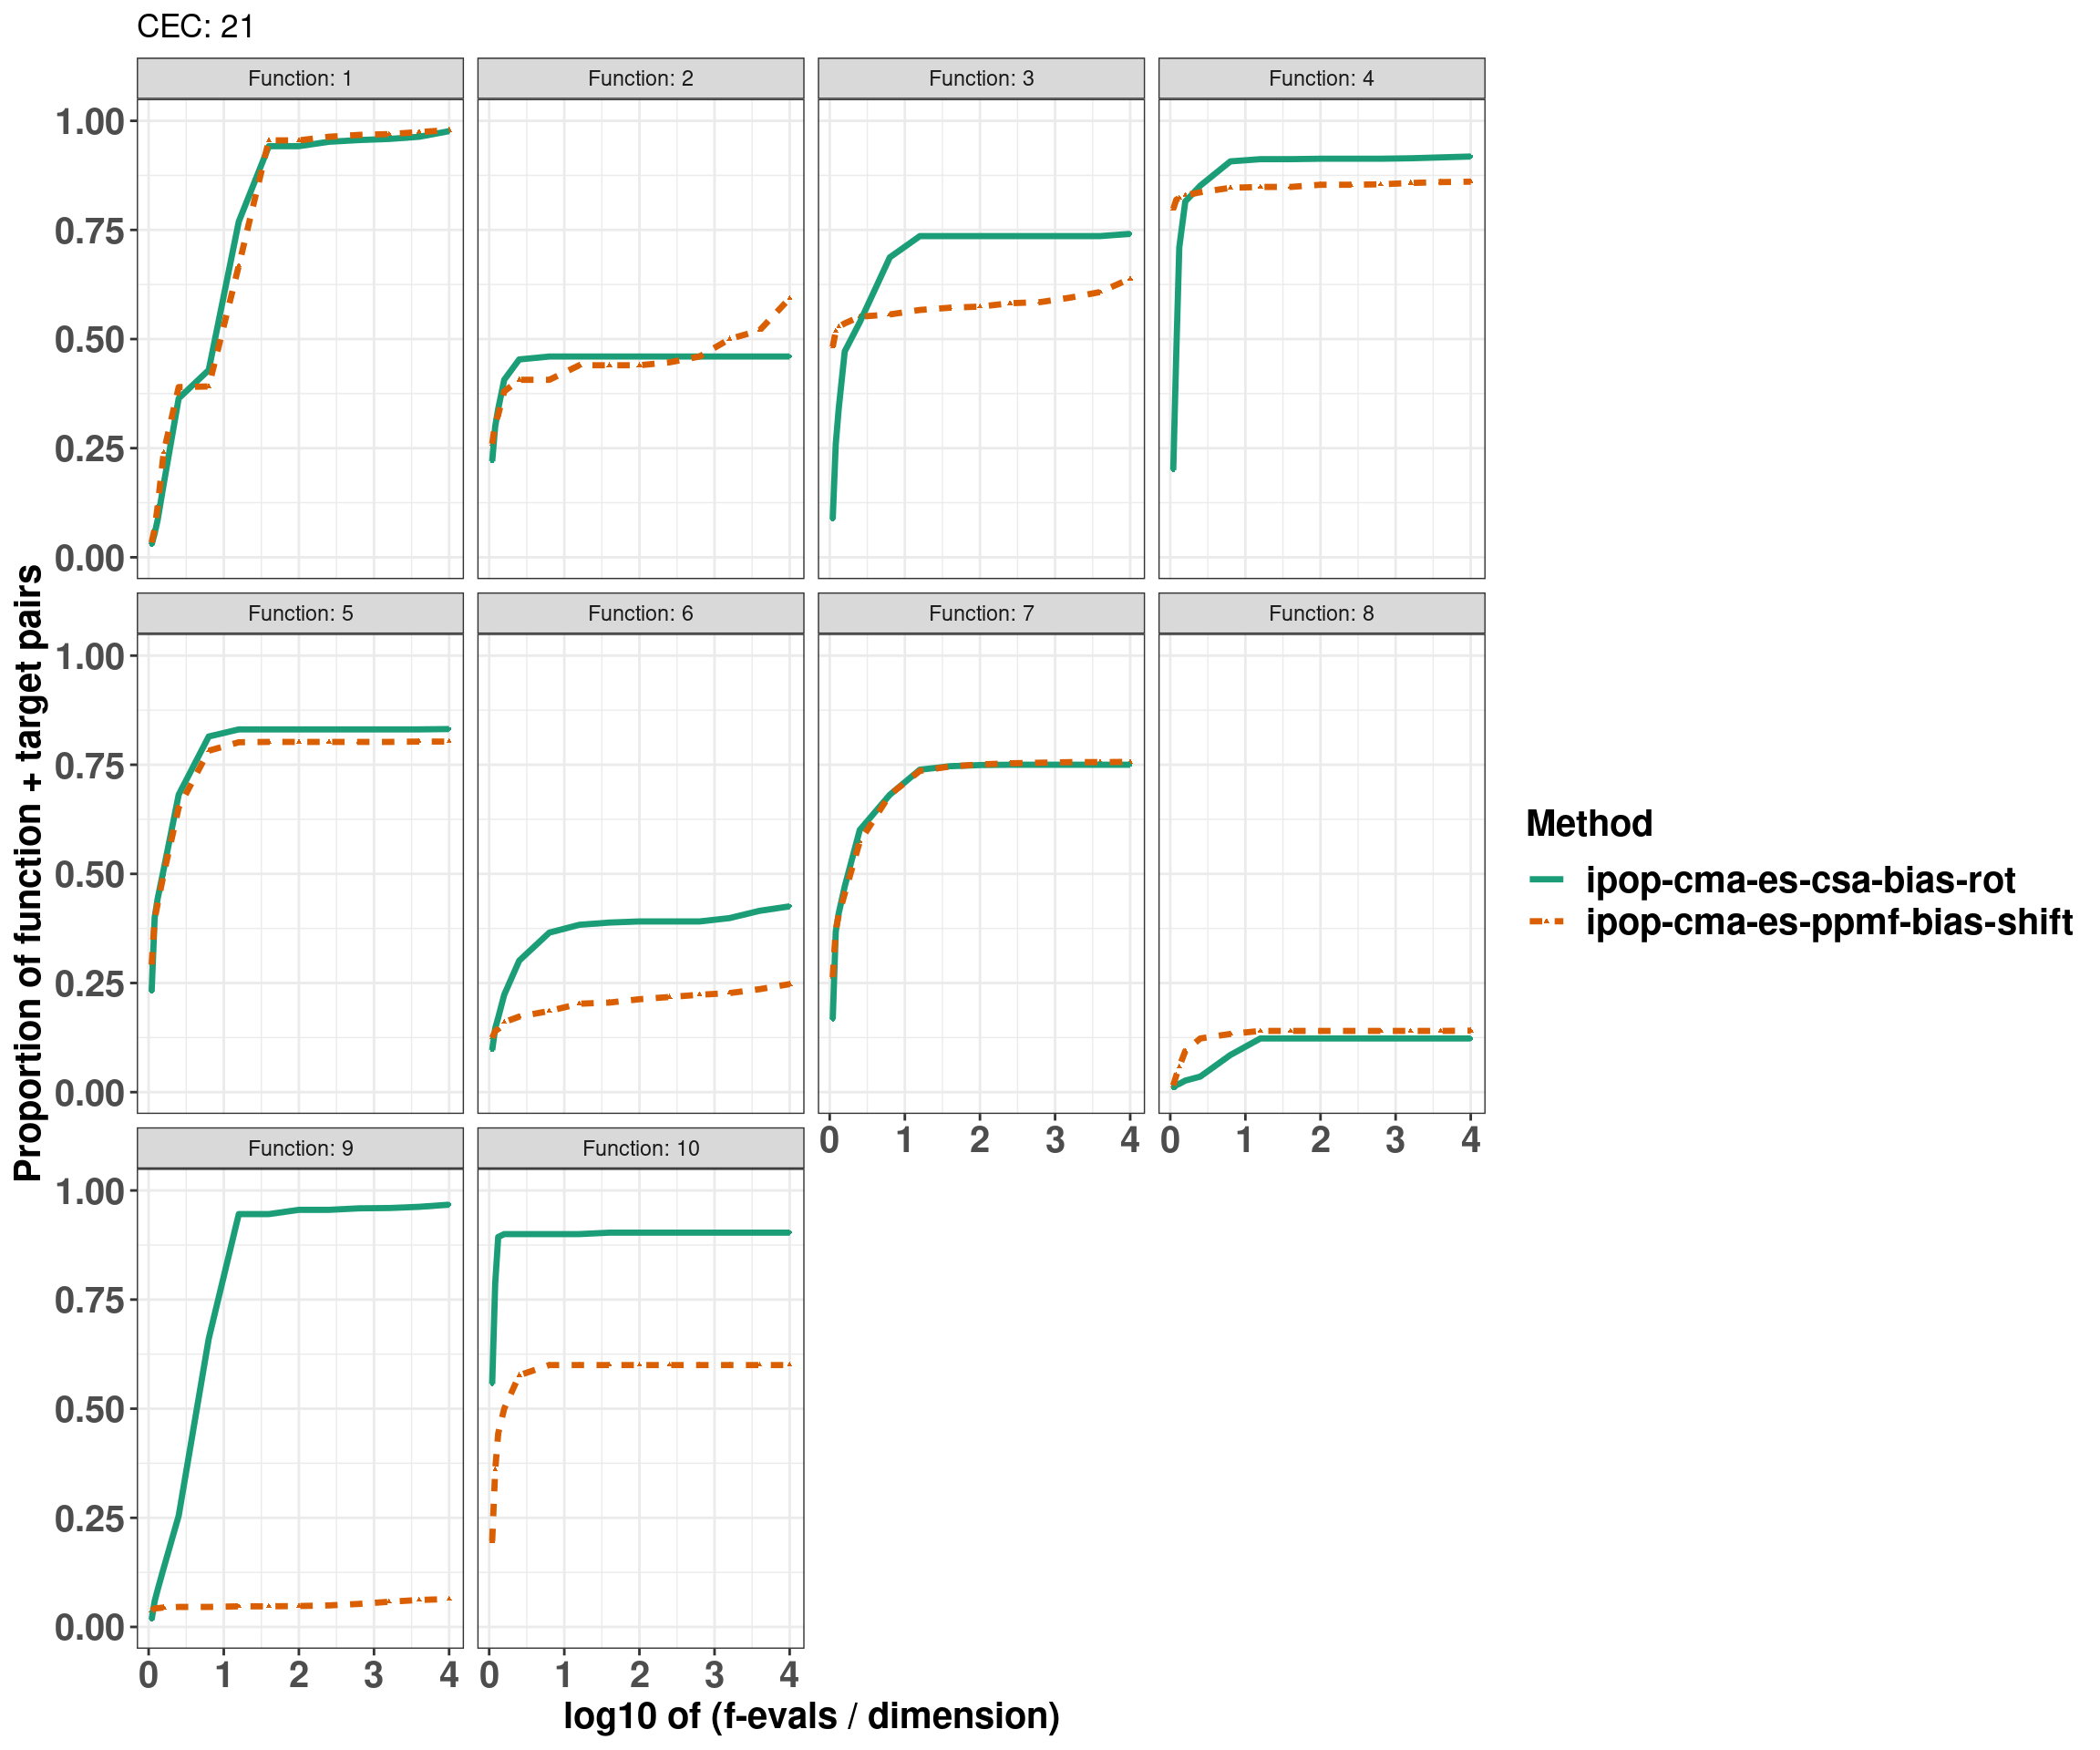 CEC: 21
Function: 1
Function: 2
Function: 3
Function: 4
1.00
0.75
0.50
0.25
0.00
Function: 5
Function: 6
Function: 7
Function: 8
1.00
0.75
0.50
0.25
0.00
0 1 2 3 4
0 1 2 3 4
Function: 9
Function: 10
1.00
0.75
0.50
0.25
0.00
0 1 2 3 4
0 1 2 3 4
log10 of (f-evals / dimension)
Proportion of function + target pairs
Method
ipop-cma-es-csa-bias-rot
ipop-cma-es-ppmf-bias-shift